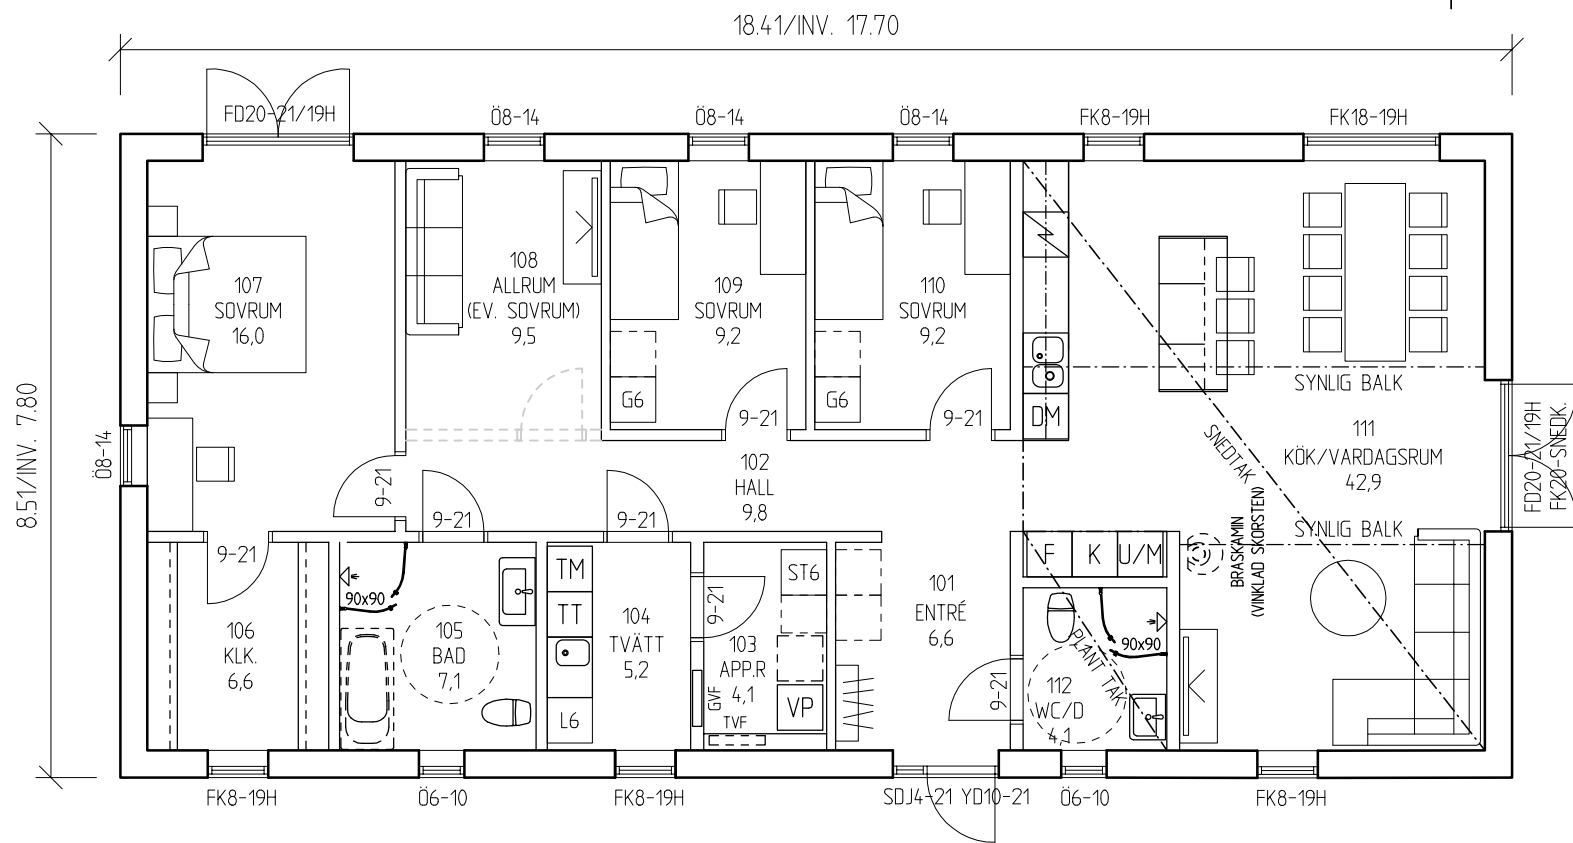 18.41/INV. 17.70
FD20-21/19H
Ö8-14
Ö8-14
Ö8-14
FK8-19H
FK18-19H
8.51/INV. 7.80
107
SOVRUM
16,0
108
ALLRUM
(EV. SOVRUM)
9,5
109
SOVRUM
9,2
110
SOVRUM
9,2
G6
G6
9-21
9-21
DM
SYNLIG BALK
SNEDTAK
111
KÖK/VARDAGSRUM
42,9
FD20-21/19H
FK20-SNEDK.
Ö8-14
9-21
9-21
9-21
102
HALL
9,8
SYNLIG BALK
BRASKAMIN
(VINKLAD SKORSTEN)
9-21
90x90
106
KLK.
6,6
105
BAD
7,1
TM
TT
L6
104
TVÄTT
5,2
9-21
ST6
103
APP.R
4,1
GVF
TVF
VP
101
ENTRÉ
6,6
F
K
U/M
90x90
PLANT TAK
9-21
112
WC/D
4,1
FK8-19H
Ö6-10
FK8-19H
SDJ4-21
YD10-21
Ö6-10
FK8-19H